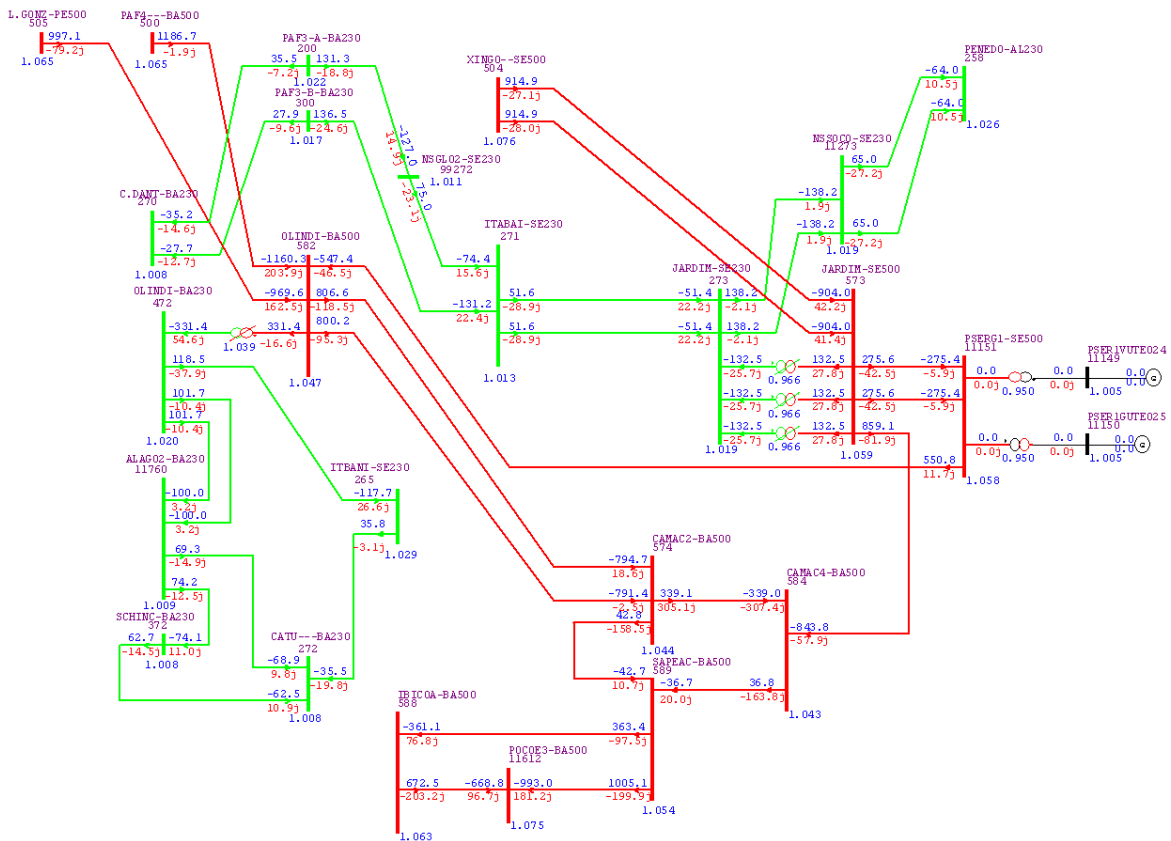 L.GONZ-PE500
505
997.1
-79.2j
1.065
PAF4---BA500
500
1186.7
-1.9j
1.065
PAF3-A-BA230
200
35.5
131.3
-7.2j
-18.8j
1.022
PAF3-B-BA230
300
27.9
136.5
-9.6j
-24.6j
1.017
XINGO--SE500
504
914.9
-27.1j
914.9
-28.0j
1.076
PENEDO-AL230
258
-64.0
10.5j
-64.0
10.5j
1.026
-127.0
14.9j
NSGLO2-SE230
99272
1.011
75.0
-23.1j
NSSOCO-SE230
11273
65.0
-27.2j
-138.2
1.9j
-138.2
1.9j
65.0
-27.2j
1.019
C.DANT-BA230
270
-35.2
-14.6j
-27.7
-12.7j
1.008
OLINDI-BA500
582
-1160.3
-547.4
203.9j
-46.5j
-969.6
806.6
162.5j
-118.5j
331.4
800.2
-16.6j
-95.3j
1.047
ITABAI-SE230
271
-74.4
15.6j
-131.2
51.6
22.4j
-28.9j
51.6
-28.9j
1.013
JARDIM-SE230
273
-51.4
138.2
22.2j
-2.1j
-51.4
138.2
22.2j
-2.1j
-132.5
-25.7j
0.966
-132.5
-25.7j
0.966
-132.5
-25.7j
0.966
1.019
JARDIM-SE500
573
-904.0
42.2j
-904.0
41.4j
132.5
275.6
27.8j
-42.5j
132.5
275.6
27.8j
-42.5j
132.5
859.1
27.8j
-81.9j
1.059
PSERG1-SE500
11151
-275.4
-5.9j
0.0
0.0j
0.950
-275.4
-5.9j
0.0
0.0j
0.950
550.8
11.7j
1.058
PSER1VUTE024
11149
0.0
0.0j
0.0
0.0
1.005
PSER1GUTE025
11150
0.0
0.0j
0.0
0.0
1.005
OLINDI-BA230
472
-331.4
54.6j
1.039
118.5
-37.9j
101.7
-10.4j
101.7
-10.4j
1.020
ALAGO2-BA230
11760
-100.0
3.2j
-100.0
3.2j
69.3
-14.9j
74.2
-12.5j
1.009
ITBANI-SE230
265
-117.7
26.6j
35.8
-3.1j
1.029
SCHINC-BA230
372
62.7
-74.1
-14.5j
11.0j
1.008
CATU---BA230
272
-68.9
9.8j
-35.5
-19.8j
-62.5
10.9j
1.008
CAMAC2-BA500
574
-794.7
18.6j
-791.4
339.1
-2.5j
305.1j
42.8
-158.5j
1.044
CAMAC4-BA500
584
-339.0
-307.4j
-843.8
-57.9j
36.8
-163.8j
1.043
SAPEAC-BA500
589
-42.7
10.7j
-36.7
20.0j
363.4
-97.5j
1005.1
-199.9j
1.054
IBICOA-BA500
588
-361.1
76.8j
672.5
-203.2j
1.063
POCOE3-BA500
11612
-668.8
-993.0
96.7j
181.2j
1.075